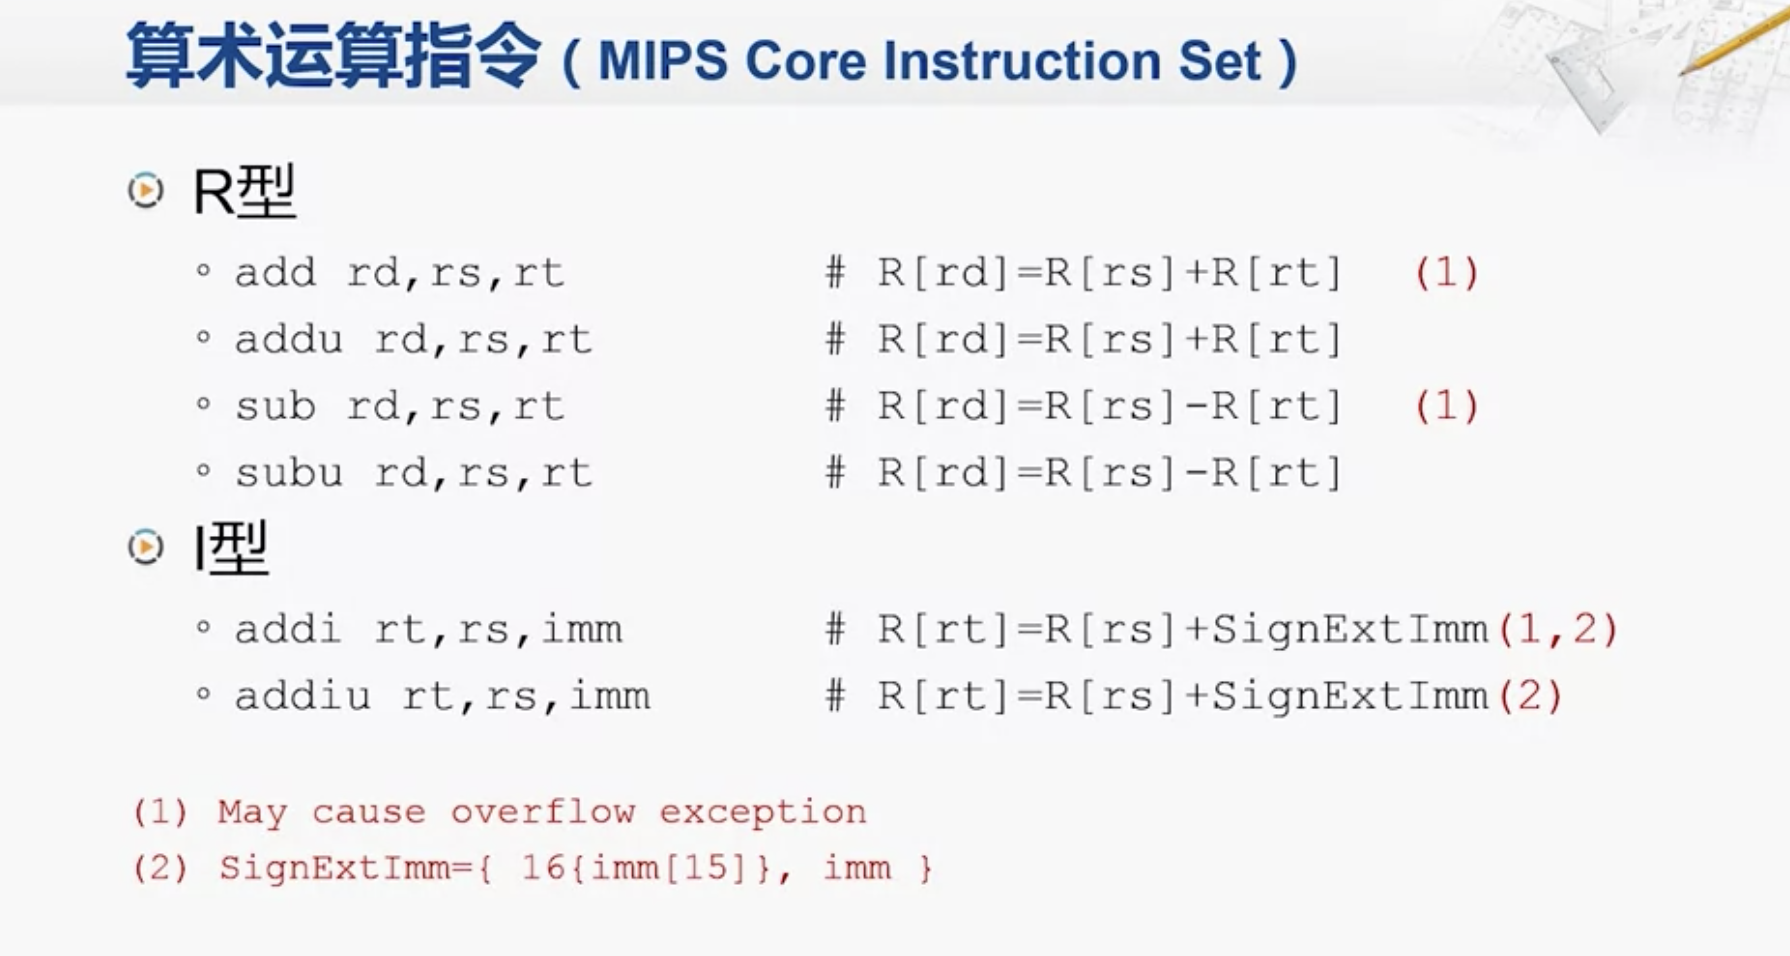 算术运算指令（MIPS Core Instruction Set）
R型
add rd,rs,rt # R[rd]=R[rs]+R[rt] (1)
addu rd,rs,rt # R[rd]=R[rs]+R[rt]
sub rd,rs,rt # R[rd]=R[rs]-R[rt] (1)
subu rd,rs,rt # R[rd]=R[rs]-R[rt]
I型
addi rt,rs,imm # R[rt]=R[rs]+SignExtImm(1,2)
addiu rt,rs,imm # R[rt]=R[rs]+SignExtImm(2)
(1) May cause overflow exception
(2) SignExtImm={ 16{imm[15]}, imm }